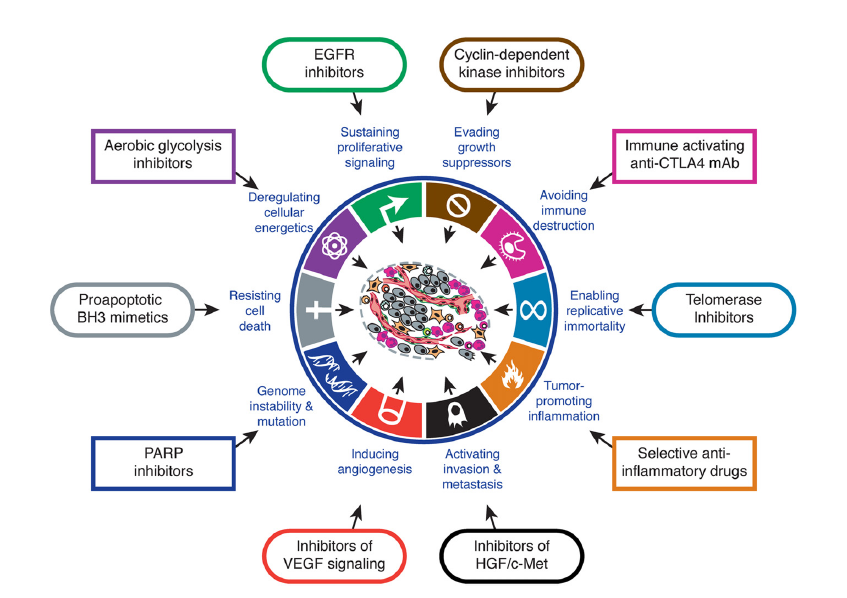 EGFR
inhibitors
Cyclin-dependent
kinase inhibitors
Sustaining
proliferative
signaling
Evading
growth
suppressors
Aerobic glycolysis
inhibitors
Immune activating
anti-CTLA4 mAb
Deregulating
cellular
energetics
Avoiding
immune
destruction
Proapoptotic
BH3 mimetics
Resisting
cell
death
Enabling
replicative
immortality
Telomerase
Inhibitors
Genome
instability &
mutation
Tumor-
promoting
inflammation
PARP
inhibitors
Inducing
angiogenesis
Activating
invasion &
metastasis
Selective anti-
inflammatory drugs
Inhibitors of
VEGF signaling
Inhibitors of
HGF/c-Met